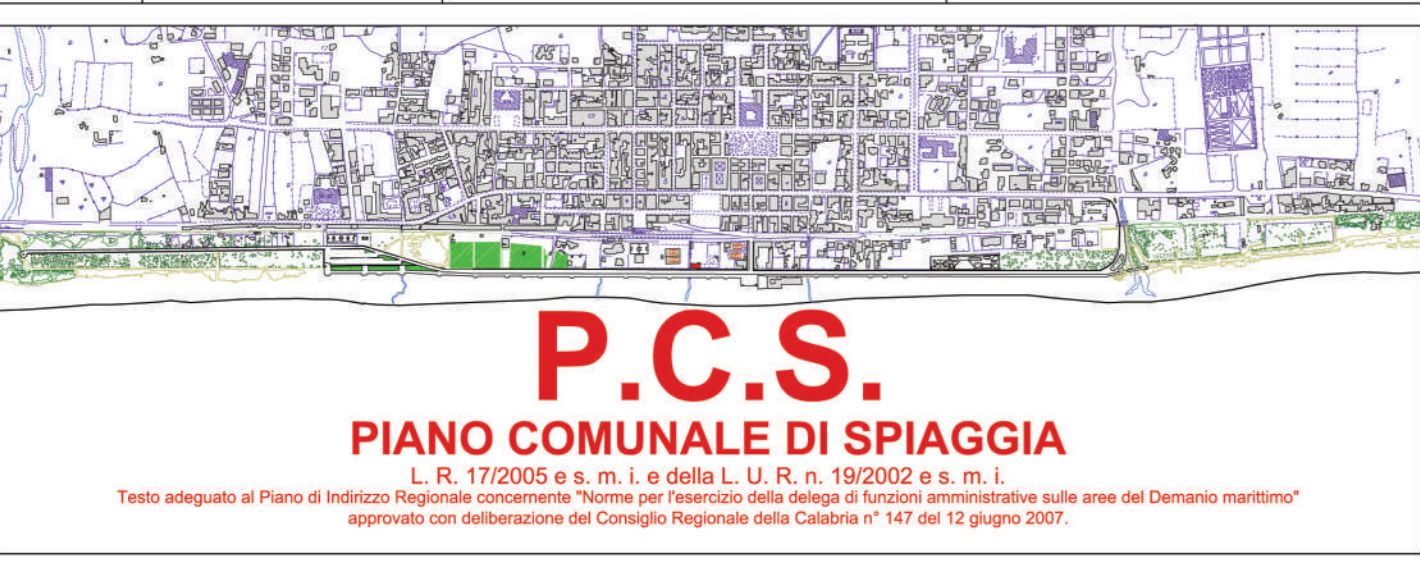 P.C.S.
PIANO COMUNALE DI SPIAGGIA
L. R. 17/2005 e s. m. i. e della L. U. R. n. 19/2002 e s. m. i.
Testo adeguato al Piano di Indirizzo Regionale concernente "Norme per l'esercizio della delega di funzioni amministrative sulle aree del Demanio marittimo"
approvato con deliberazione del Consiglio Regionale della Calabria n° 147 del 12 giugno 2007.